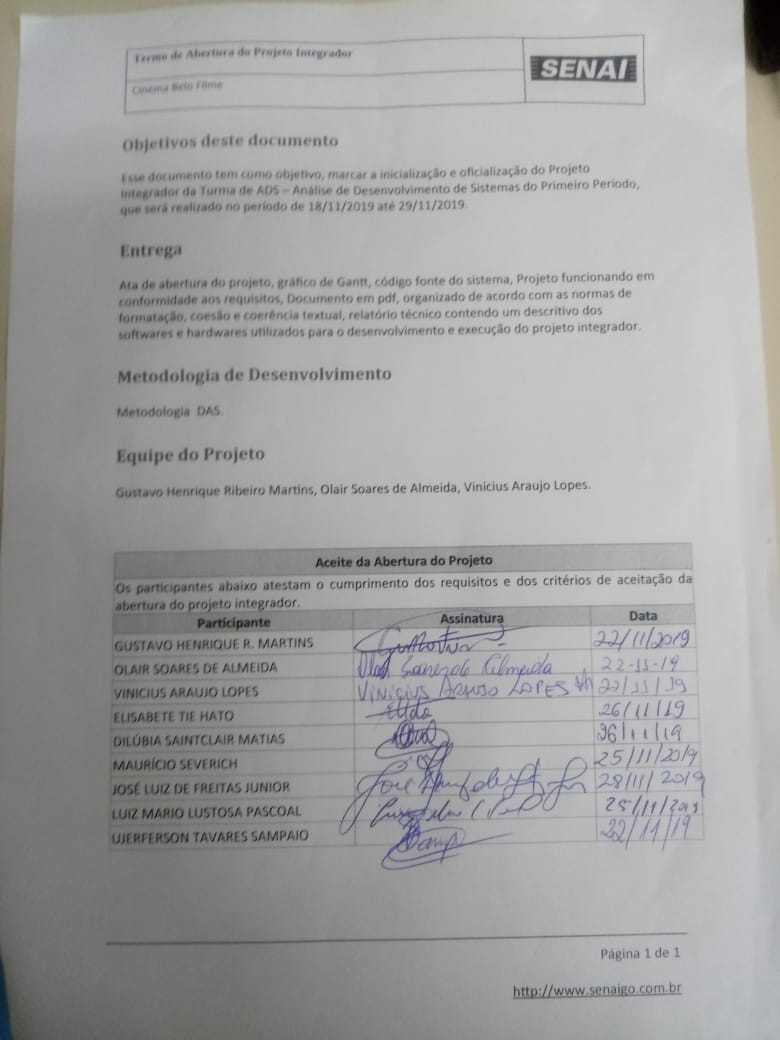 Termo de Abertura do Projeto Integrador
SENAI
Cinema Belo Filme
Objetivos deste documento
Esse documento tem como objetivo, marcar a inicialização e oficialização do Projeto
Integrador da Turma de ADS – Análise de Desenvolvimento de Sistemas do Primeiro Período,
que será realizado no período de 18/11/2019 até 29/11/2019.
Entrega
Ata de abertura do projeto, gráfico de Gantt, código fonte do sistema, Projeto funcionando em
conformidade aos requisitos, Documento em pdf, organizado de acordo com as normas de
formatação, coesão e coerência textual, relatório técnico contendo um descritivo dos
softwares e hardwares utilizados para o desenvolvimento e execução do projeto integrador.
Metodologia de Desenvolvimento
Metodologia DAS.
Equipe do Projeto
Gustavo Henrique Ribeiro Martins, Olair Soares de Almeida, Vinicius Araujo Lopes.
Aceite da Abertura do Projeto
Os participantes abaixo atestam o cumprimento dos requisitos e dos critérios de aceitação da
abertura do projeto integrador.
Participante Assinatura Data
GUSTAVO HENRIQUE R. MARTINS 22/11/2019
OLAIR SOARES DE ALMEIDA Almeida 22-11-19
VINICIUS ARAUJO LOPES VINICIUS ARAUJO LOPES 22/11/19
ELISABETE TIE HATO 26/11/19
DILÚBIA SAINTCLAIR MATIAS 26/11/19
MAURÍCIO SEVERICH 25/11/2019
JOSÉ LUIZ DE FREITAS JUNIOR José 28/11/2019
LUIZ MARIO LUSTOSA PASCOAL 25/11/2019
UJERFERSON TAVARES SAMPAIO 22/11/19
Página 1 de 1
http://www.senaigo.com.br